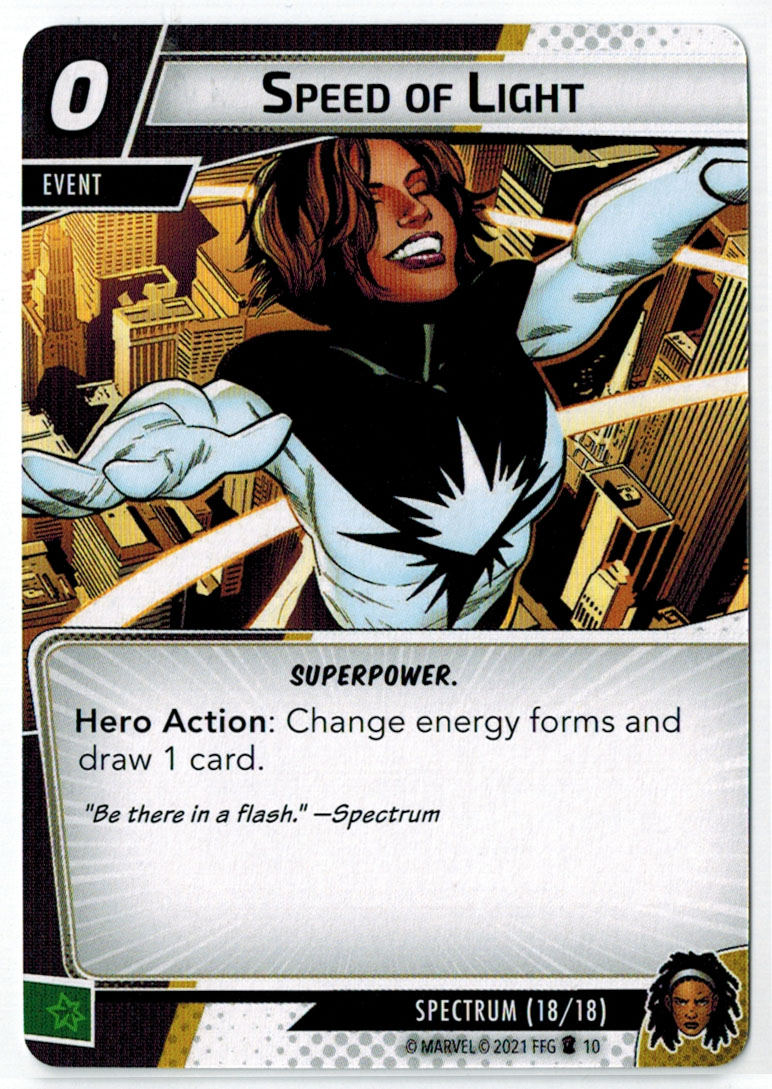 0
SPEED OF LIGHT
EVENT
SUPERPOWER.
Hero Action: Change energy forms and
draw 1 card.
"Be there in a flash." —Spectrum
SPECTRUM (18/18)
© MARVEL © 2021 FFG 10